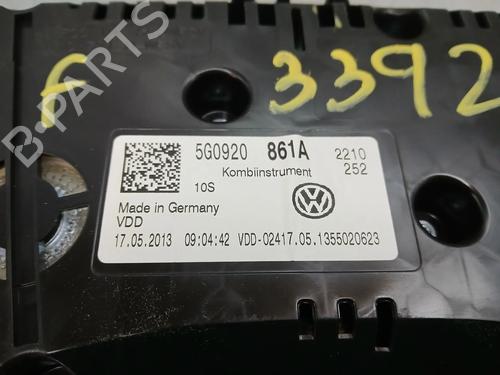 F 3392
5G0920 861A 2210
Kombiinstrument 252
10S
Made in Germany
VDD
17.05.2013 09:04:42 VDD-02417.05.1355020623
B-PARTS